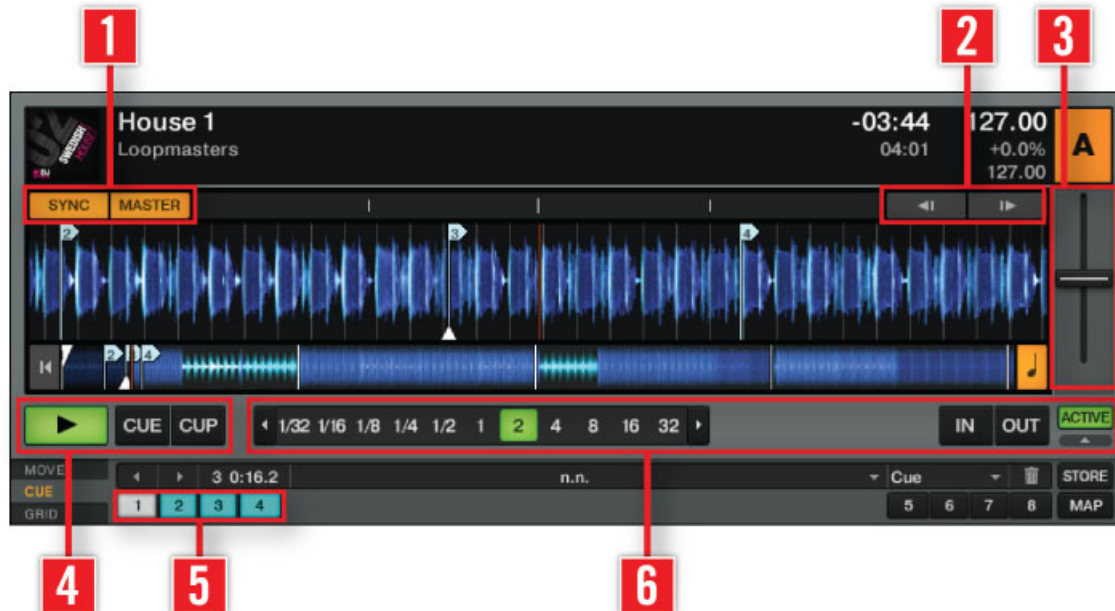 1 2 3
House 1 -03:44 127.00
Loopmasters 04:01 +0.0%
127.00
A
SWEDISH
HOUSE
DJ
SYNC MASTER
2 3 4
2 4
CUE CUP 1/32 1/16 1/8 1/4 1/2 1 2 4 8 16 32 IN OUT ACTIVE
MOVE 3 0:16.2 n.n. Cue STORE
CUE
GRID 1 2 3 4 5 6 7 8 MAP
4 5 6